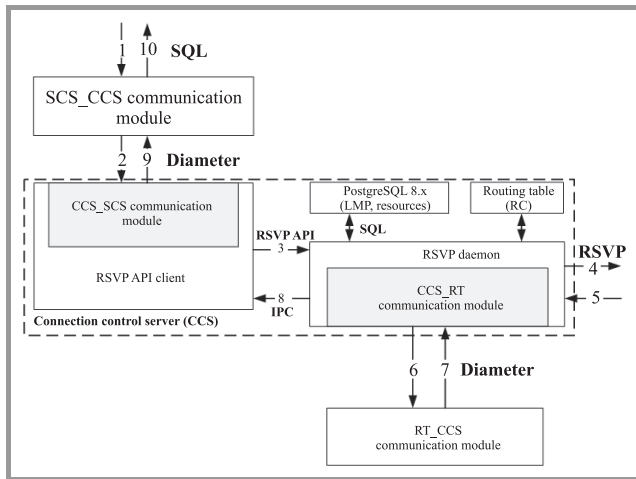 1 10 SQL
SCS_CCS communication
module
2 9 Diameter
CCS_SCS communication
module
PostgreSQL 8.x
(LMP, resources)
Routing table
(RC)
SQL
RSVP API
3
RSVP daemon
RSVP
4
RSVP API client
CCS_RT
communication module
8
IPC
5
Connection control server (CCS)
6 7 Diameter
RT_CCS
communication module